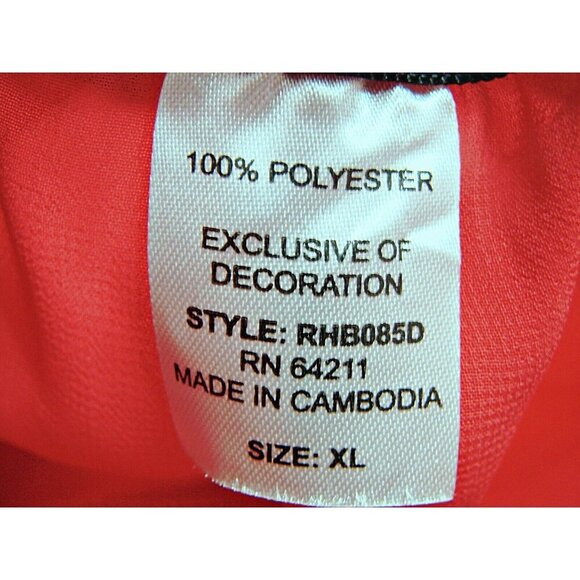 100% POLYESTER
EXCLUSIVE OF
DECORATION
STYLE: RHB085D
RN 64211
MADE IN CAMBODIA
SIZE: XL